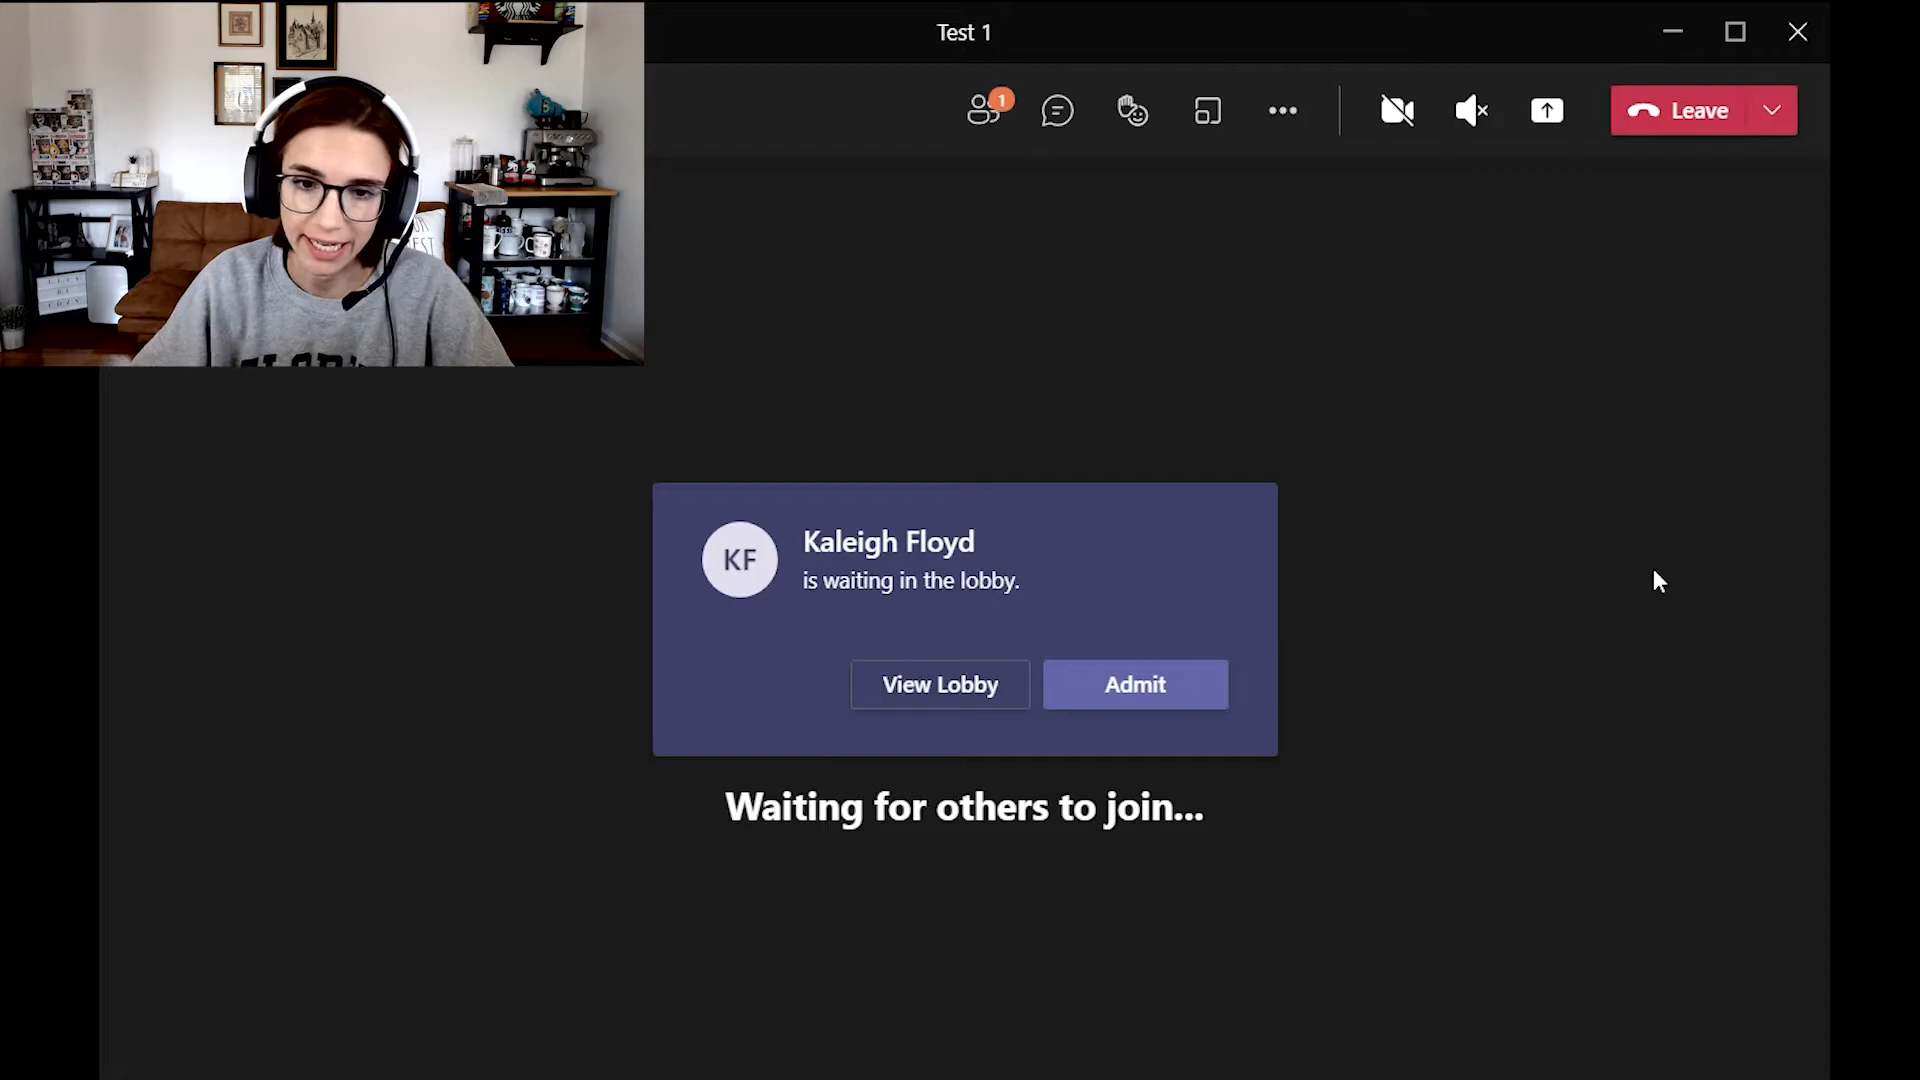 Test 1
1
Leave
KF
Kaleigh Floyd
is waiting in the lobby.
View Lobby
Admit
Waiting for others to join...